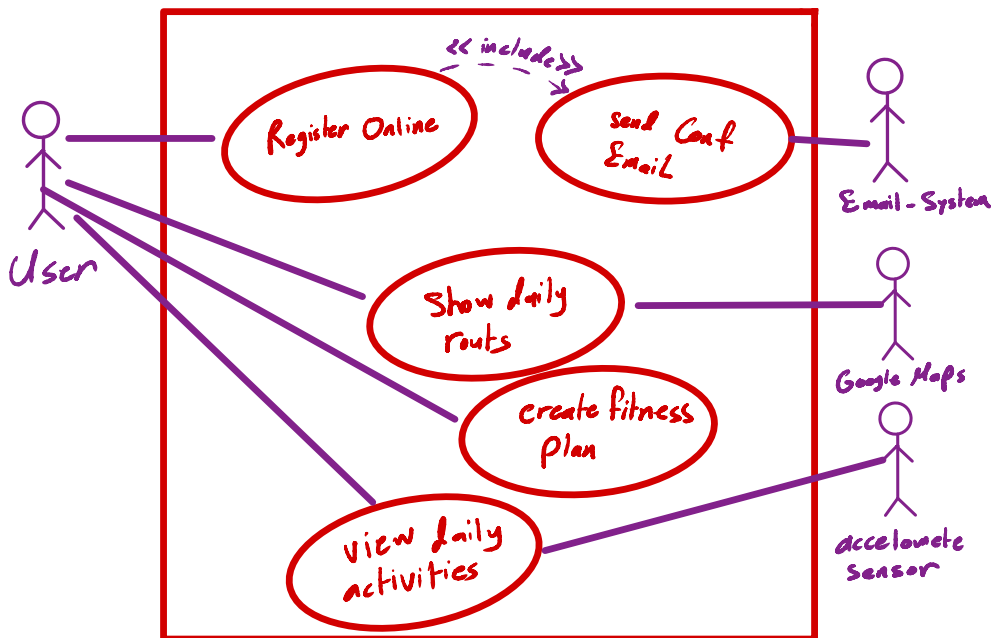 << include >>
Register Online
send Conf
Email
Email-System
User
Show daily
routs
Google Maps
create fitness
plan
view daily
activities
accelomete
sensor